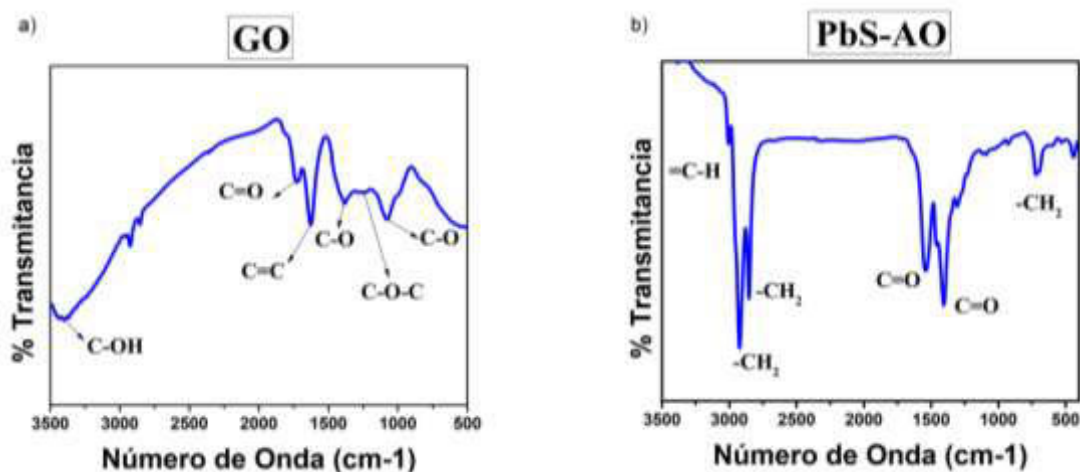 a)
GO
% Transmitancia
C=O
C=C
C-O
C-O
C-O-C
C-OH
3500 3000 2500 2000 1500 1000 500
Número de Onda (cm-1)
b)
PbS-AO
% Transmitancia
=C-H
-CH2
-CH2
C=O
C=O
-CH2
3500 3000 2500 2000 1500 1000 500
Número de Onda (cm-1)